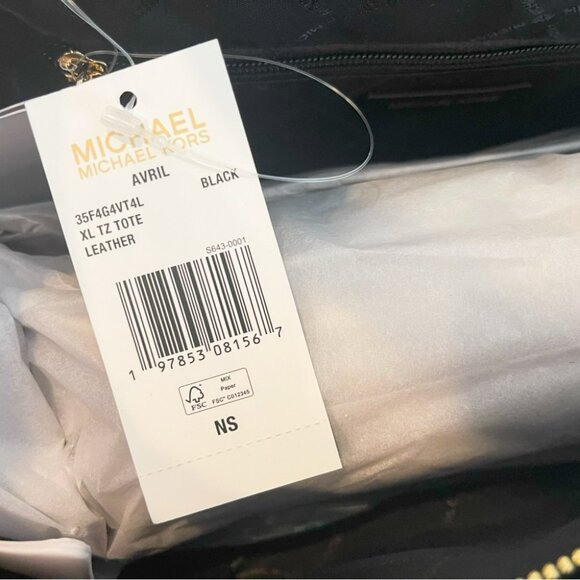 MICHAEL
MICHAEL KORS
AVRIL BLACK
35F4G4VT4L
XL TZ TOTE
LEATHER
S643-0001
1 97853 08156 7
FSC
MIX
Paper
FSC® C012345
NS